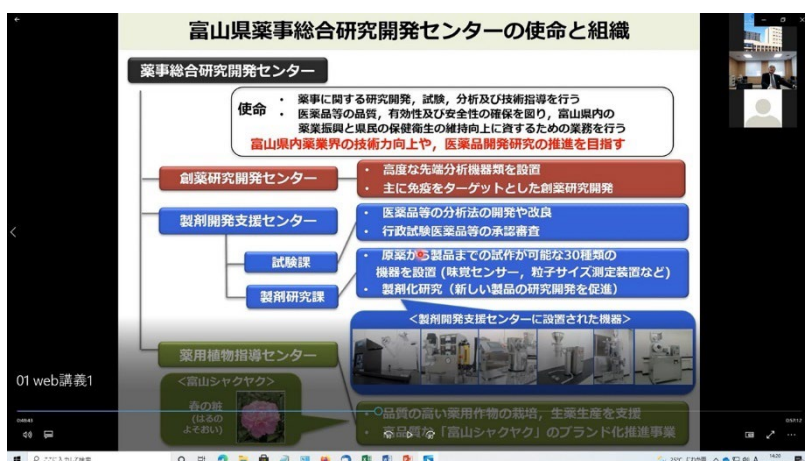 富山県薬事総合研究開発センターの使命と組織
薬事総合研究開発センター
使命
・ 薬事に関する研究開発，試験，分析及び技術指導を行う
・ 医薬品等の品質，有効性及び安全性の確保を図り，富山県内の
薬業振興と県民の保健衛生の維持向上に資するための業務を行う
富山県内薬業界の技術力向上や，医薬品開発研究の推進を目指す
創薬研究開発センター
・ 高度な先端分析機器類を設置
・ 主に免疫をターゲットとした創薬研究開発
製剤開発支援センター
・ 医薬品等の分析法の開発や改良
・ 行政試験医薬品等の承認審査
試験課
・ 原薬から製品までの試作が可能な30種類の
機器を設置 (味覚センサー，粒子サイズ測定装置など)
・ 製剤化研究（新しい製品の研究開発を促進）
製剤研究課
＜製剤開発支援センターに設置された機器＞
薬用植物指導センター
＜富山シャクヤク＞
春の粧
(はるの
よそおい)
・ 品質の高い薬用作物の栽培，生薬生産を支援
・ 高品質な「富山シャクヤク」のブランド化推進事業
01 web講義1
ここに入力して検索
14:20